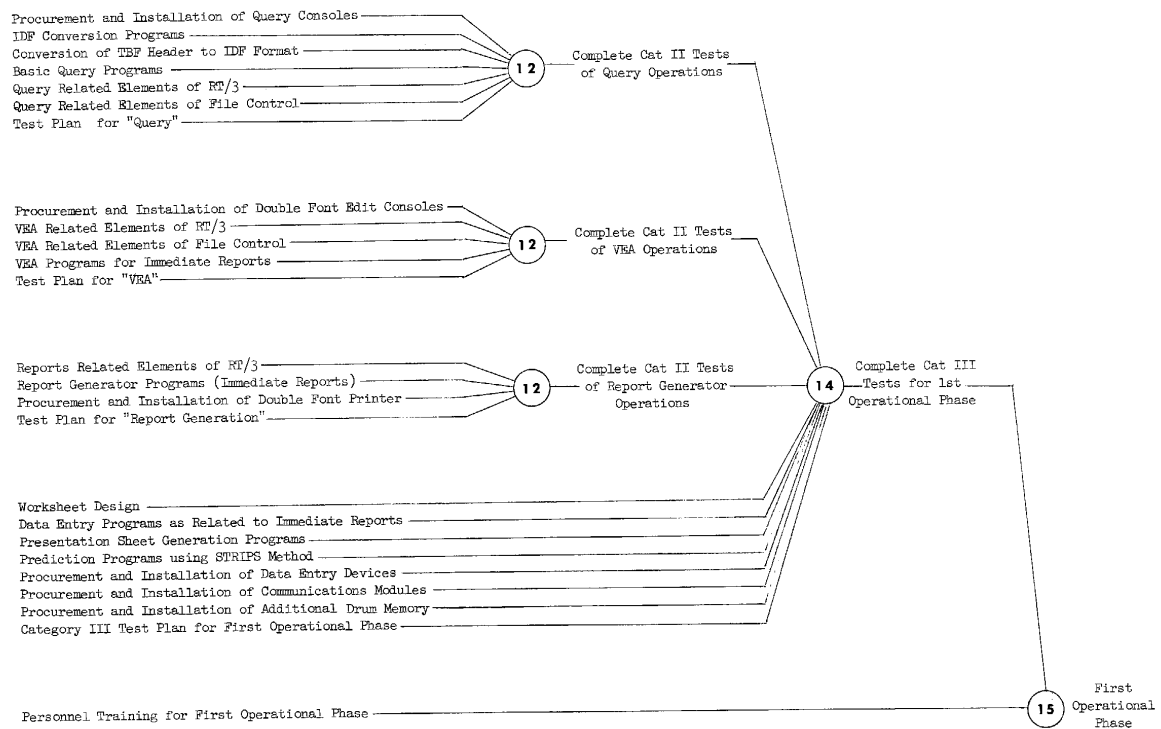 Procurement and Installation of Query Consoles
IDF Conversion Programs
Conversion of TBF Header to IDF Format
Basic Query Programs
Query Related Elements of RT/3
Query Related Elements of File Control
Test Plan for "Query"
12
Complete Cat II Tests
of Query Operations
Procurement and Installation of Double Font Edit Consoles
VEA Related Elements of RT/3
VEA Related Elements of File Control
VEA Programs for Immediate Reports
Test Plan for "VEA"
12
Complete Cat II Tests
of VEA Operations
Reports Related Elements of RT/3
Report Generator Programs (Immediate Reports)
Procurement and Installation of Double Font Printer
Test Plan for "Report Generation"
12
Complete Cat II Tests
of Report Generator
Operations
14
Complete Cat III
Tests for 1st
Operational Phase
Worksheet Design
Data Entry Programs as Related to Immediate Reports
Presentation Sheet Generation Programs
Prediction Programs using STRIPS Method
Procurement and Installation of Data Entry Devices
Procurement and Installation of Communications Modules
Procurement and Installation of Additional Drum Memory
Category III Test Plan for First Operational Phase
Personnel Training for First Operational Phase
15
First
Operational
Phase